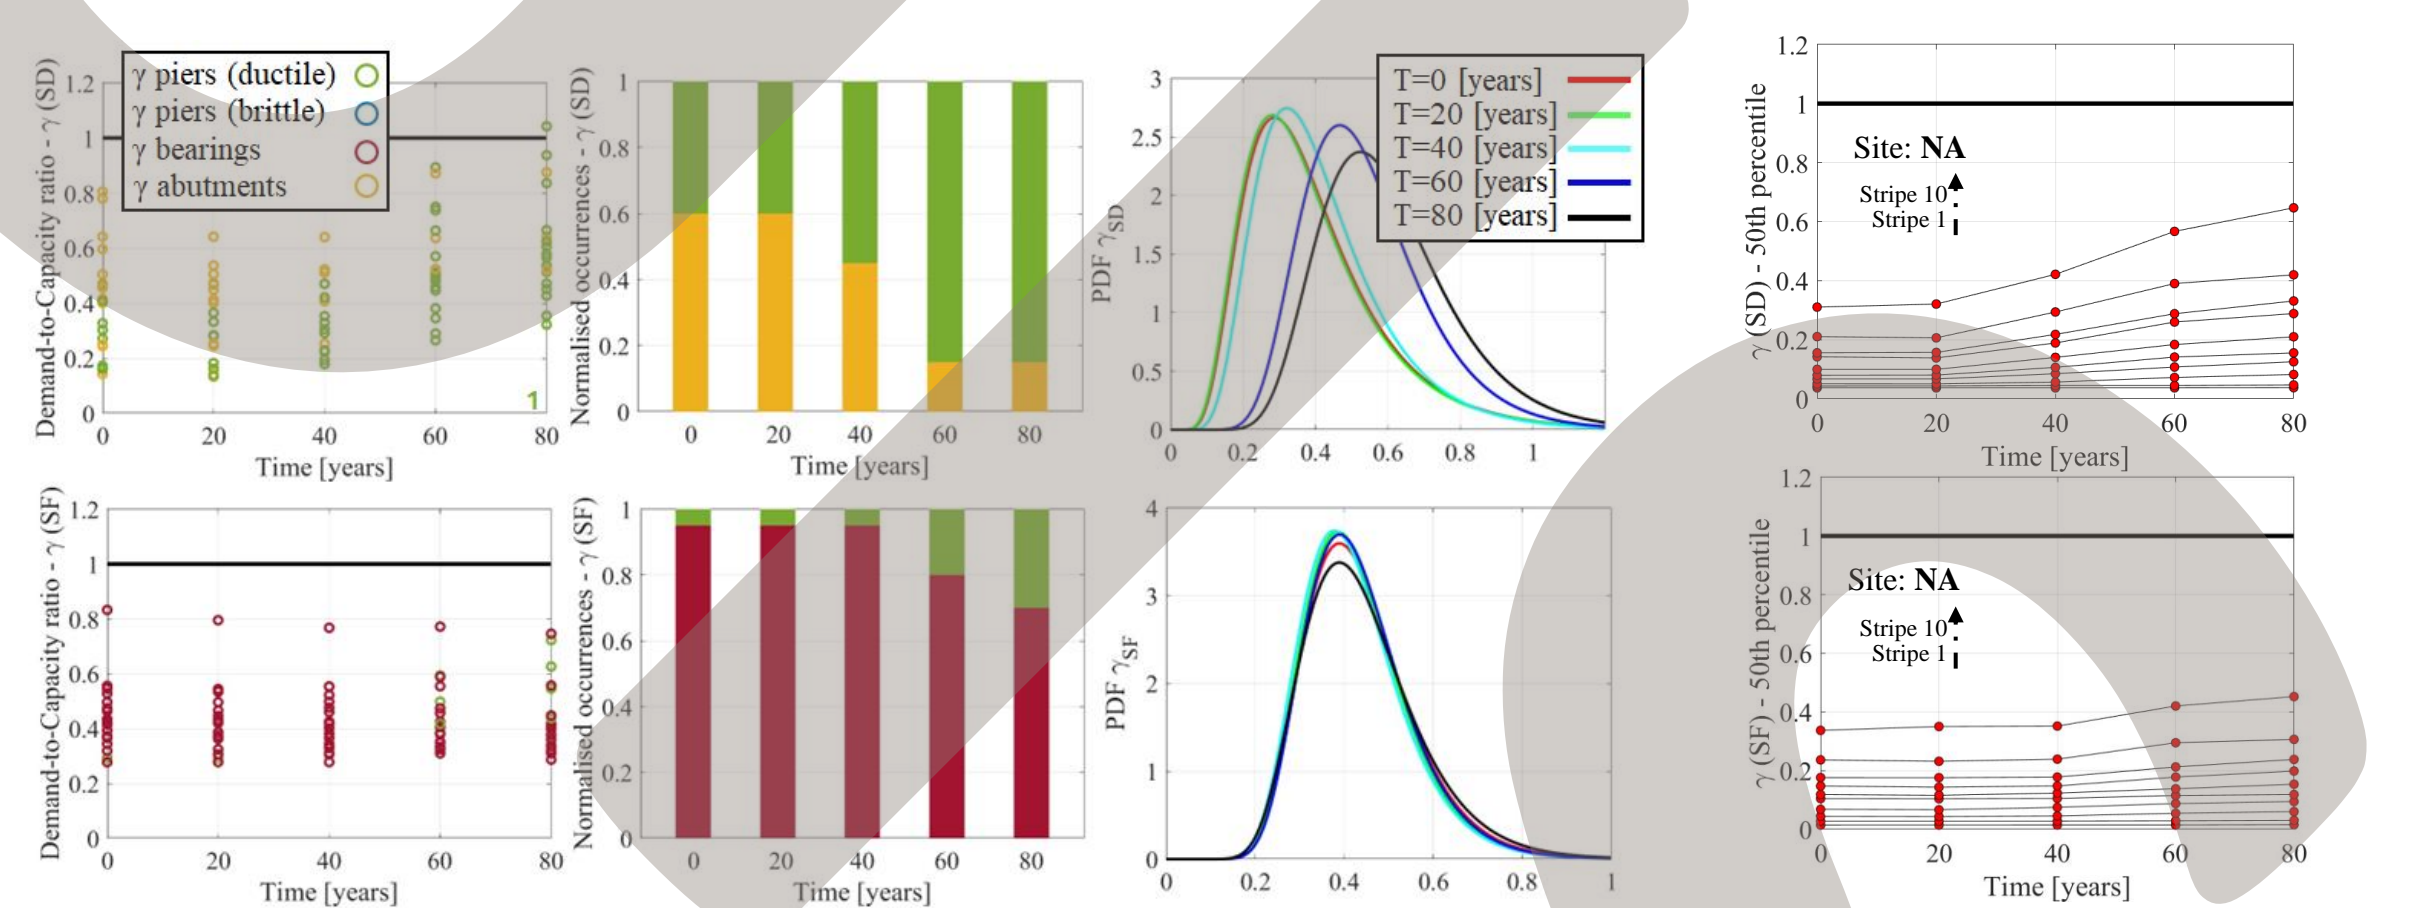 γ piers (ductile)
γ piers (brittle)
γ bearings
γ abutments
Demand-to-Capacity ratio - γ (SD)
1.2
1
0.8
0.6
0.4
0.2
0
0 20 40 60 80
1
Time [years]
Normalised occurrences - γ (SD)
1
0.8
0.6
0.4
0.2
0
0 20 40 60 80
Time [years]
T=0 [years]
T=20 [years]
T=40 [years]
T=60 [years]
T=80 [years]
PDF γSD
3
2.5
2
1.5
1
0.5
0
0 0.2 0.4 0.6 0.8 1
γ (SD) - 50th percentile
1.2
1
0.8
0.6
0.4
0.2
0
Site: NA
Stripe 10
Stripe 1
0 20 40 60 80
Time [years]
Demand-to-Capacity ratio - γ (SF)
1.2
1
0.8
0.6
0.4
0.2
0
0 20 40 60 80
Time [years]
Normalised occurrences - γ (SF)
1
0.8
0.6
0.4
0.2
0
0 20 40 60 80
Time [years]
PDF γSF
4
3
2
1
0
0 0.2 0.4 0.6 0.8 1
γ (SF) - 50th percentile
1.2
1
0.8
0.6
0.4
0.2
0
Site: NA
Stripe 10
Stripe 1
0 20 40 60 80
Time [years]